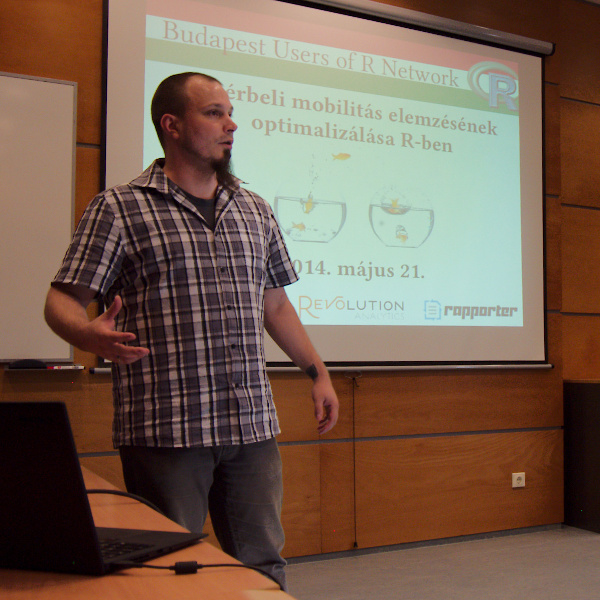 Budapest Users of R Network
R
érbeli mobilitás elemzésének
optimalizálása R-ben
014. május 21.
REVOLUTION
ANALYTICS
rapporter